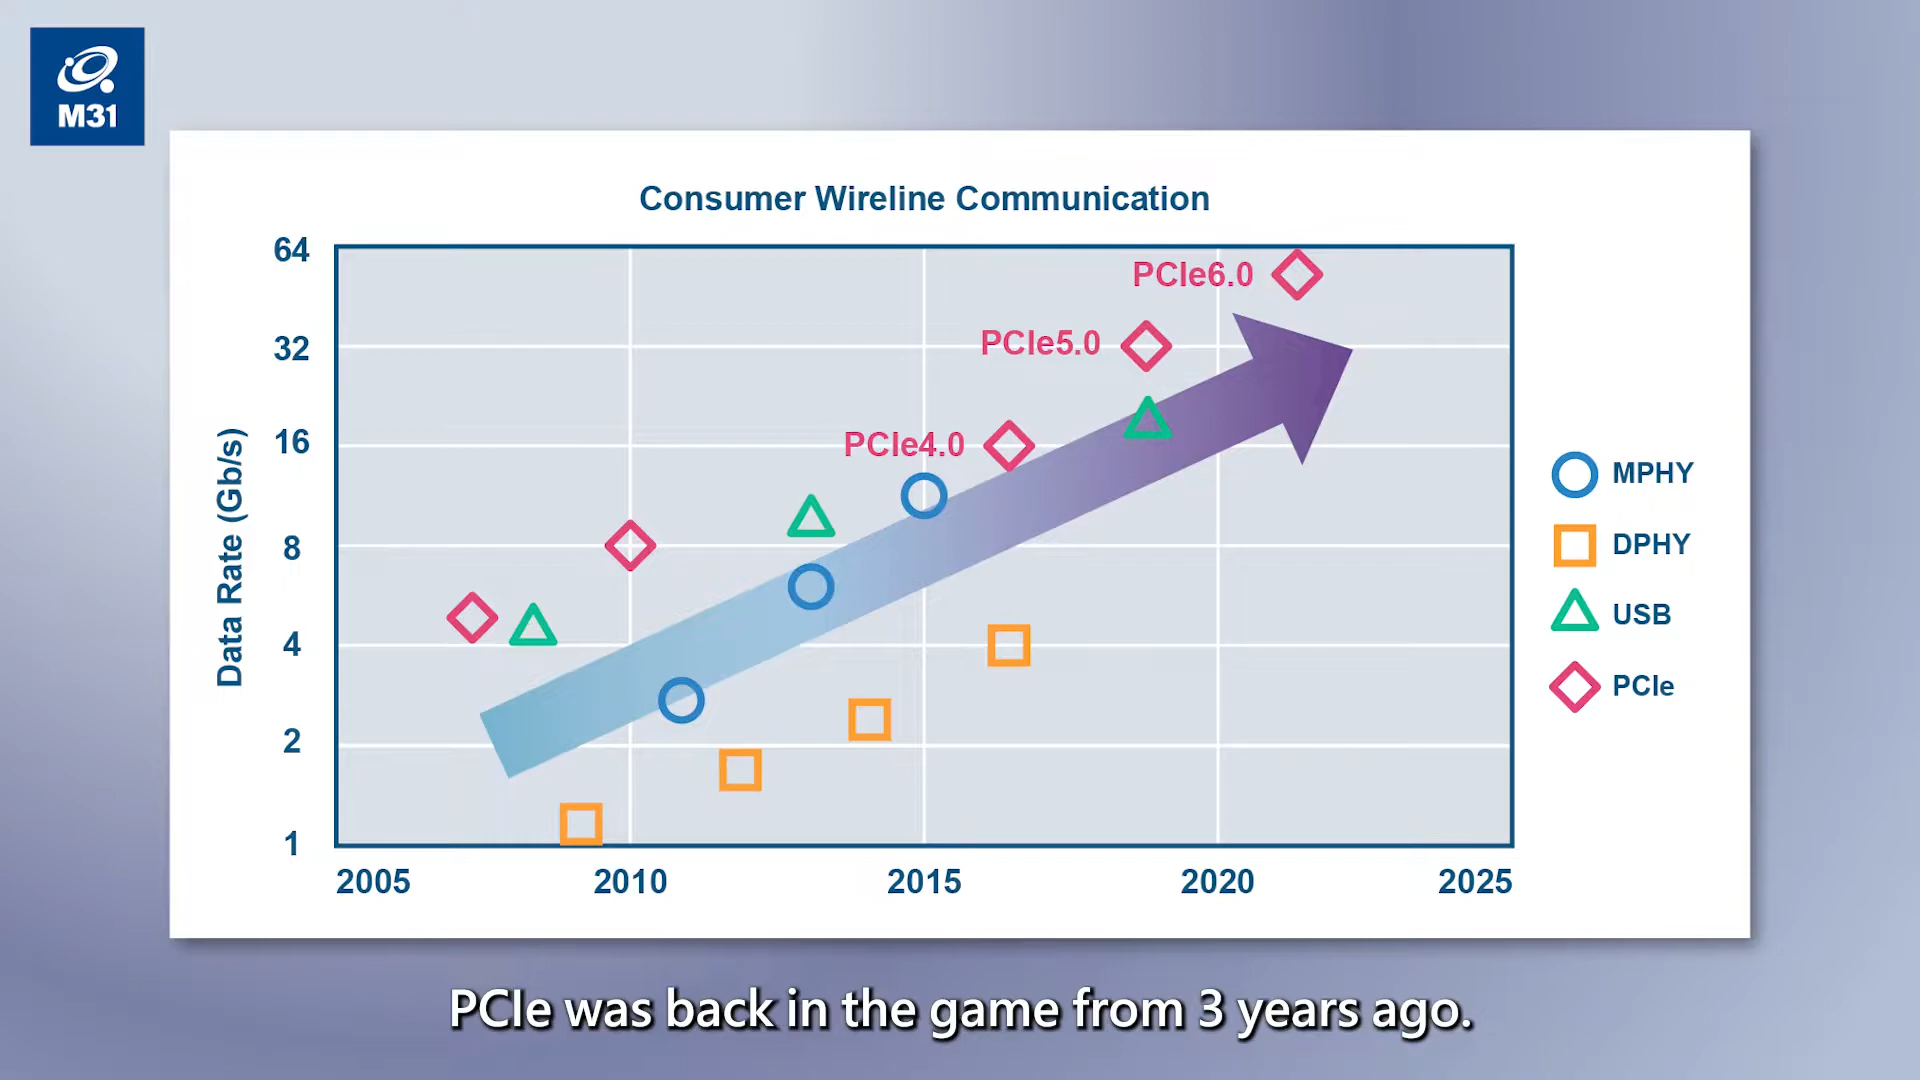 M31
Consumer Wireline Communication
64
32
16
8
4
2
1
Data Rate (Gb/s)
PCIe6.0
PCIe5.0
PCIe4.0
2005
2010
2015
2020
2025
MPHY
DPHY
USB
PCIe
PCIe was back in the game from 3 years ago.